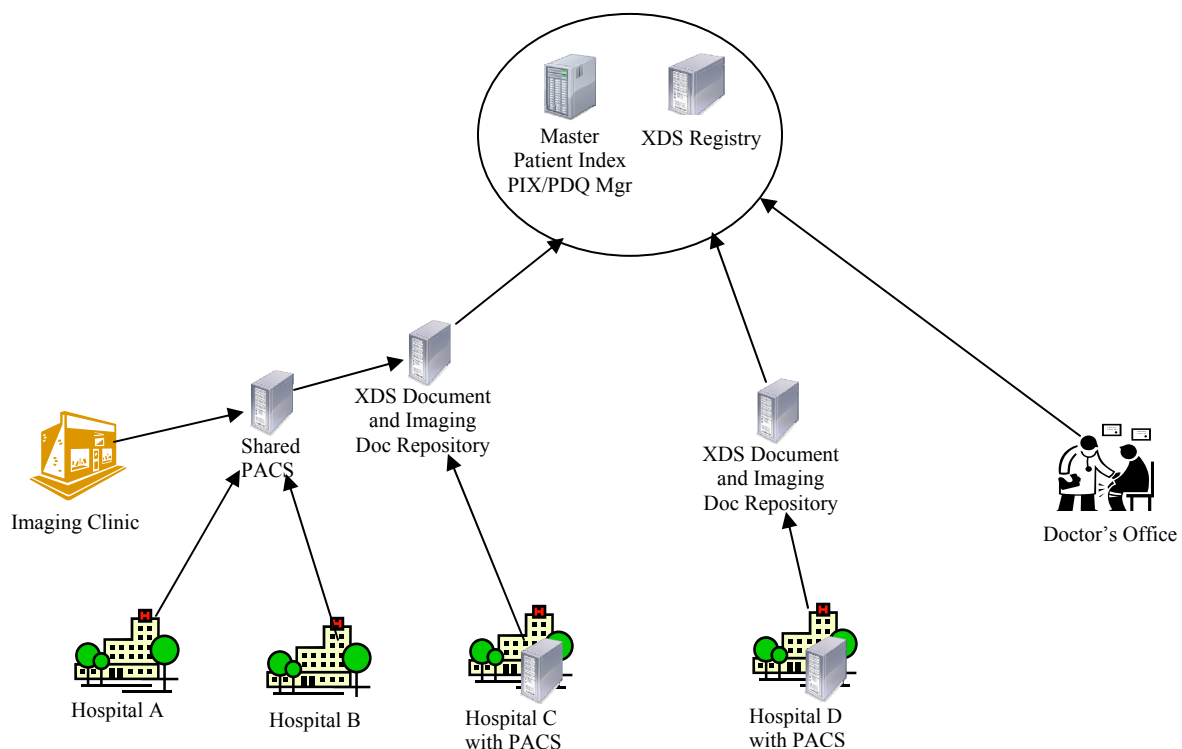 Master
Patient Index
PIX/PDQ Mgr
XDS Registry
XDS Document
and Imaging
Doc Repository
Shared
PACS
XDS Document
and Imaging
Doc Repository
Imaging Clinic
Doctor’s Office
H
Hospital A
H
Hospital B
H
Hospital C
with PACS
H
Hospital D
with PACS